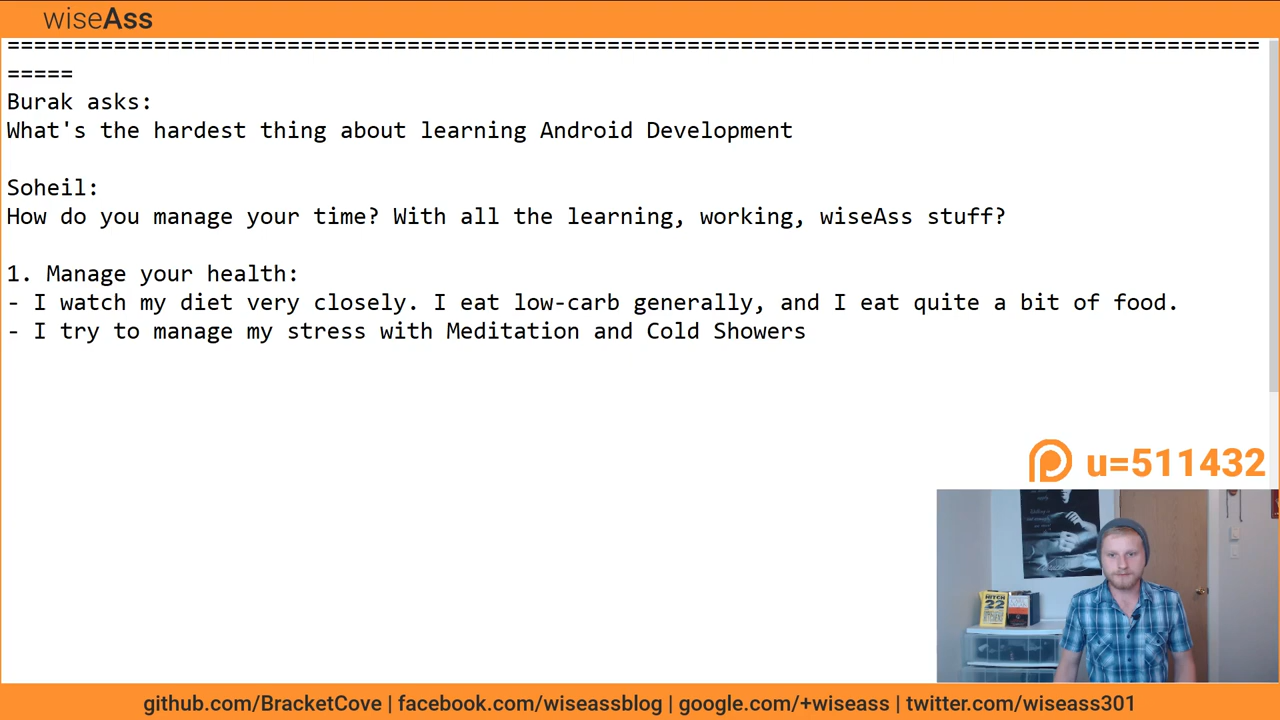 wiseAss
==============================================================================================
=====
Burak asks:
What's the hardest thing about learning Android Development
Soheil:
How do you manage your time? With all the learning, working, wiseAss stuff?
1. Manage your health:
- I watch my diet very closely. I eat low-carb generally, and I eat quite a bit of food.
- I try to manage my stress with Meditation and Cold Showers
u=511432
HITCH
22
github.com/BracketCove | facebook.com/wiseassblog | google.com/+wiseass | twitter.com/wiseass301